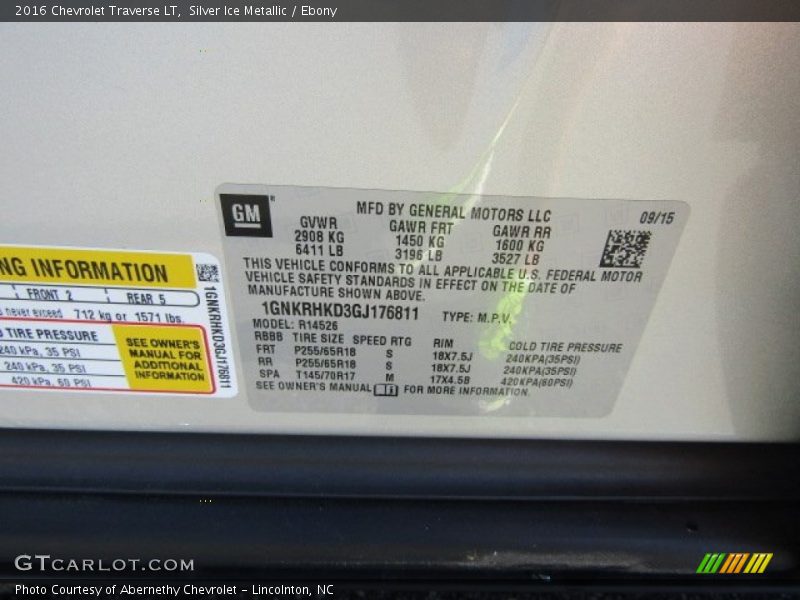 2016 Chevrolet Traverse LT, Silver Ice Metallic / Ebony
GM
MFD BY GENERAL MOTORS LLC
09/15
GVWR GAWR FRT GAWR RR
2908 KG 1450 KG 1600 KG
6411 LB 3196 LB 3527 LB
THIS VEHICLE CONFORMS TO ALL APPLICABLE U.S. FEDERAL MOTOR
VEHICLE SAFETY STANDARDS IN EFFECT ON THE DATE OF
MANUFACTURE SHOWN ABOVE.
1GNKRHKD3GJ176811 TYPE: M.P.V.
MODEL: R14526
RBBB TIRE SIZE SPEED RTG RIM COLD TIRE PRESSURE
FRT P255/65R18 S 18X7.5J 240KPA(35PSI)
RR P255/65R18 S 18X7.5J 240KPA(35PSI)
SPA T145/70R17 M 17X4.5B 420KPA(60PSI)
SEE OWNER'S MANUAL FOR MORE INFORMATION.
NG INFORMATION
FRONT 2 REAR 5
never exceed 712 kg or 1571 lbs.
TIRE PRESSURE
240 kPa, 35 PSI
240 kPa, 35 PSI
420 kPa, 60 PSI
SEE OWNER'S
MANUAL FOR
ADDITIONAL
INFORMATION
1GNKRHKD3GJ176811
GTCARLOT.COM
Photo Courtesy of Abernethy Chevrolet - Lincolnton, NC